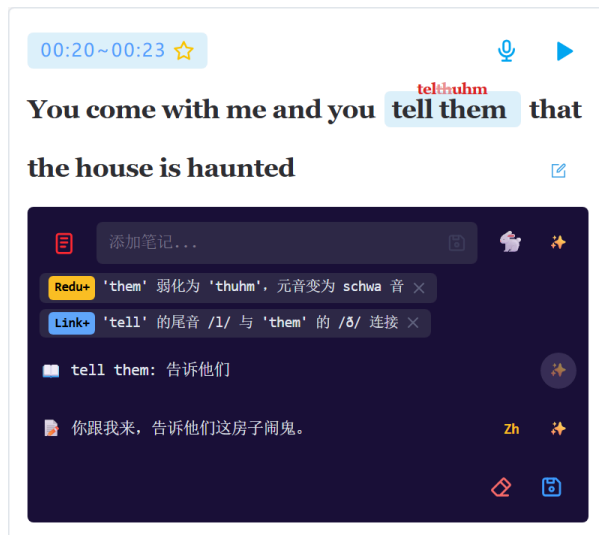 00:20~00:23
telthuhm
You come with me and you tell them that
the house is haunted
添加笔记...
Redu+ 'them' 弱化为 'thuhm', 元音变为 schwa 音
Link+ 'tell' 的尾音 /l/ 与 'them' 的 /ð/ 连接
tell them: 告诉他们
你跟我来，告诉他们这房子闹鬼。 Zh